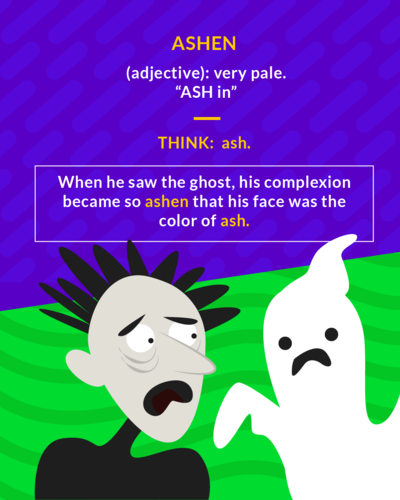 ASHEN
(adjective): very pale.
“ASH in”
THINK: ash.
When he saw the ghost, his complexion
became so ashen that his face was the
color of ash.